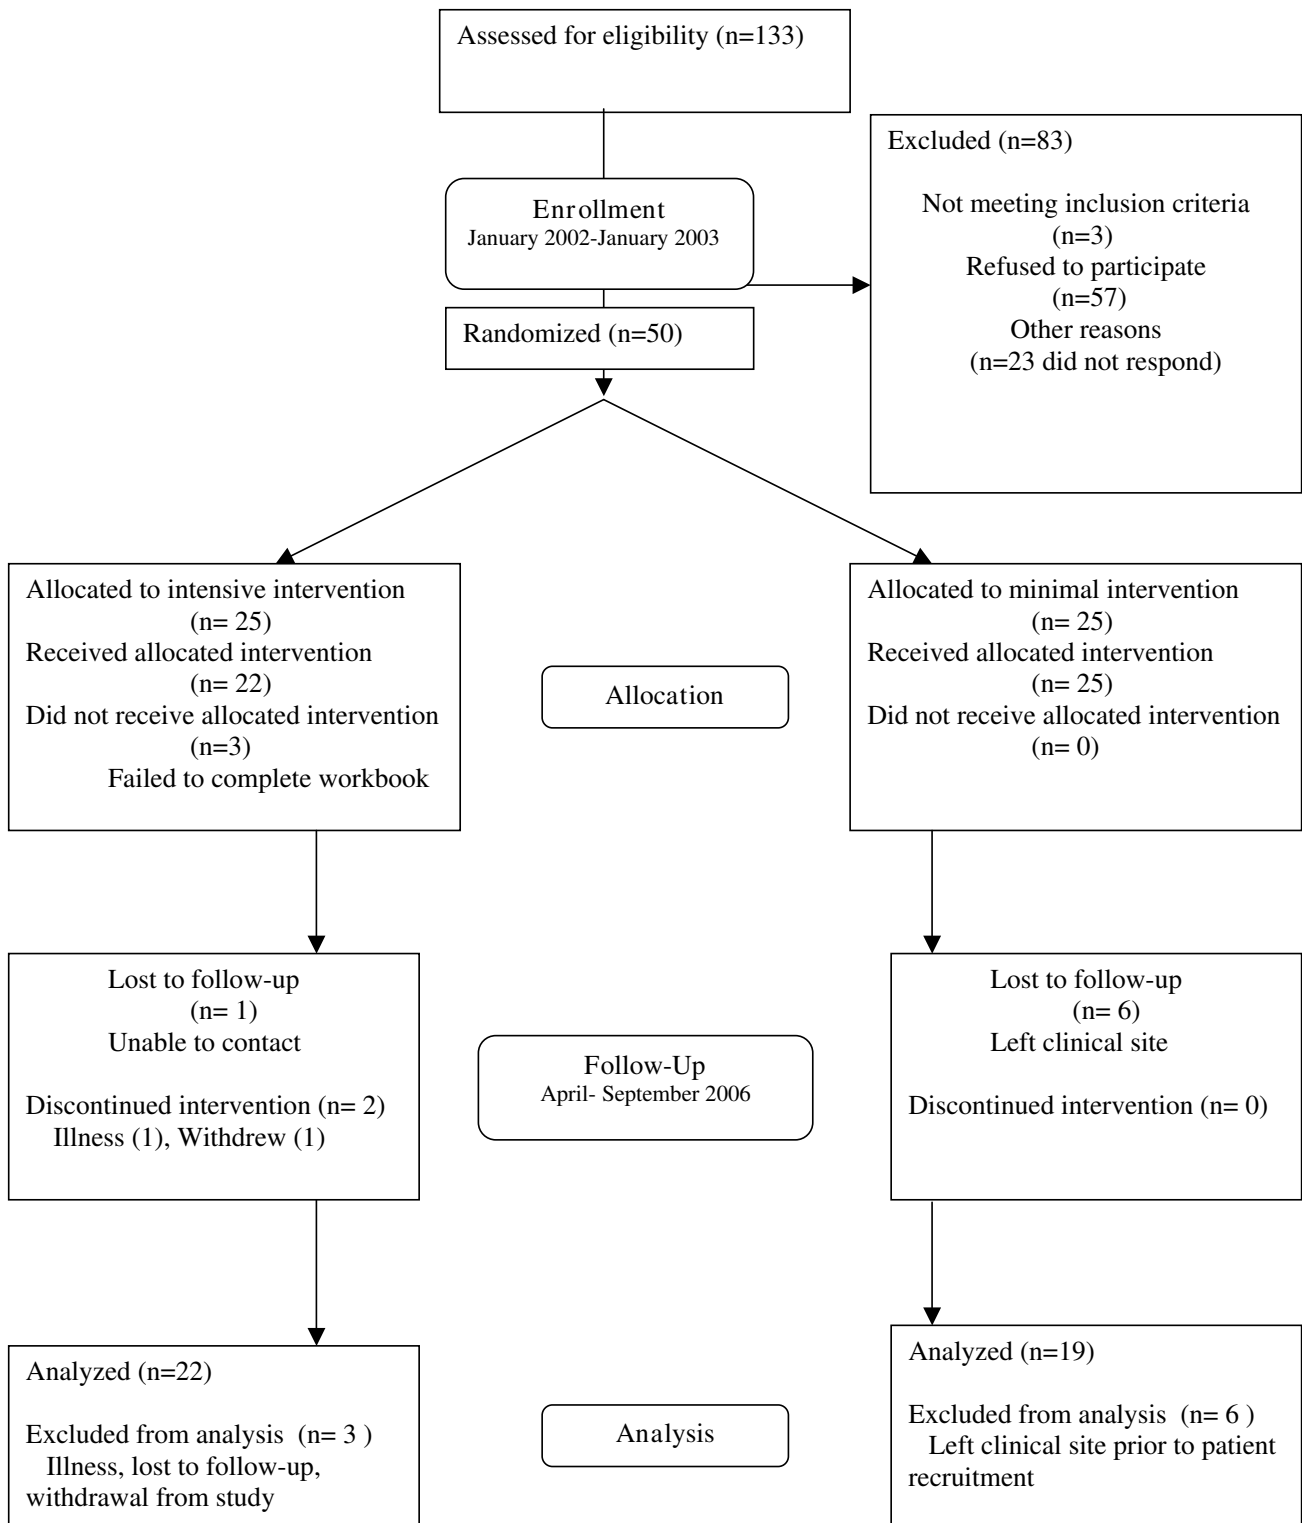 Assessed for eligibility (n=133)
Excluded (n=83)
Not meeting inclusion criteria
(n=3)
Refused to participate
(n=57)
Other reasons
(n=23 did not respond)
Enrollment
January 2002-January 2003
Randomized (n=50)
Allocated to intensive intervention
(n= 25)
Received allocated intervention
(n= 22)
Did not receive allocated intervention
(n=3)
Failed to complete workbook
Allocation
Allocated to minimal intervention
(n= 25)
Received allocated intervention
(n= 25)
Did not receive allocated intervention
(n= 0)
Lost to follow-up
(n= 1)
Unable to contact
Discontinued intervention (n= 2)
Illness (1), Withdrew (1)
Follow-Up
April- September 2006
Lost to follow-up
(n= 6)
Left clinical site
Discontinued intervention (n= 0)
Analyzed (n=22)
Excluded from analysis  (n= 3 )
Illness, lost to follow-up,
withdrawal from study
Analysis
Analyzed (n=19)
Excluded from analysis  (n= 6 )
Left clinical site prior to patient
recruitment